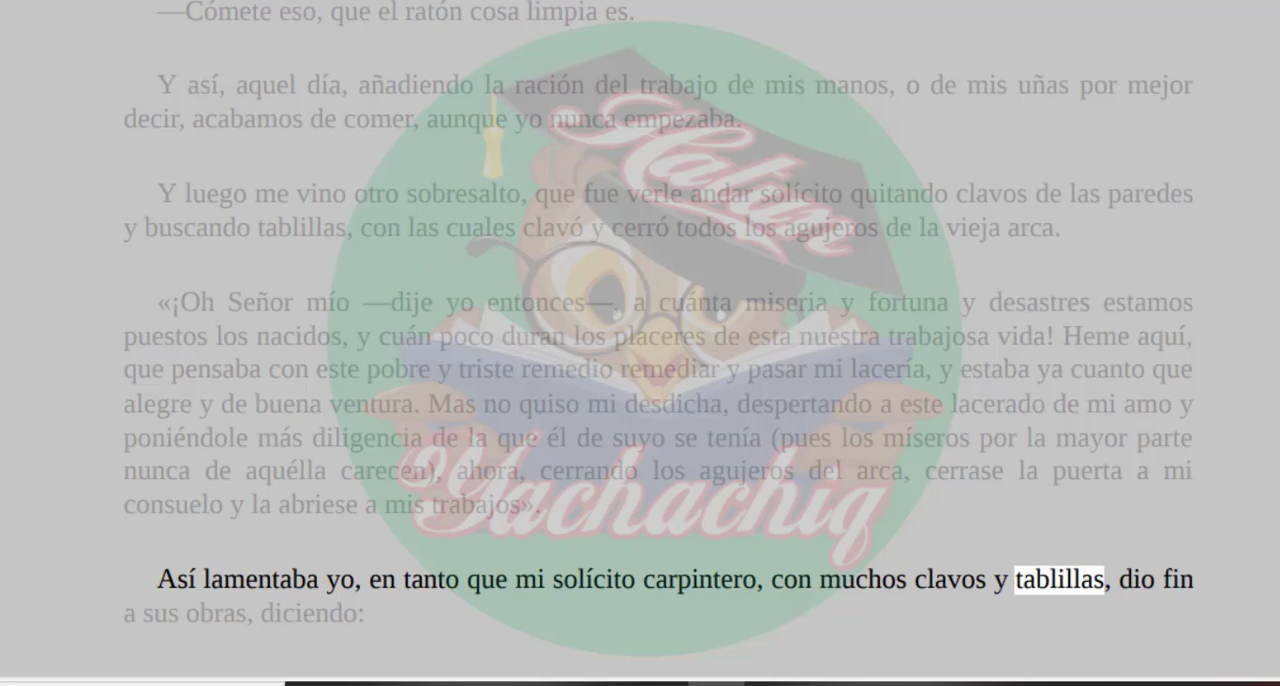 —Cómete eso, que el ratón cosa limpia es.
Y así, aquel día, añadiendo la ración del trabajo de mis manos, o de mis uñas por mejor
decir, acabamos de comer, aunque yo nunca empezaba.
Y luego me vino otro sobresalto, que fue verle andar solícito quitando clavos de las paredes
y buscando tablillas, con las cuales clavó y cerró todos los agujeros de la vieja arca.
«¡Oh Señor mío —dije yo entonces—, a cuánta miseria y fortuna y desastres estamos
puestos los nacidos, y cuán poco duran los placeres de esta nuestra trabajosa vida! Heme aquí,
que pensaba con este pobre y triste remedio remediar y pasar mi lacería, y estaba ya cuanto que
alegre y de buena ventura. Mas no quiso mi desdicha, despertando a este lacerado de mi amo y
poniéndole más diligencia de la que él de suyo se tenía (pues los míseros por la mayor parte
nunca de aquélla carecen), ahora, cerrando los agujeros del arca, cerrase la puerta a mi
consuelo y la abriese a mis trabajos».
Así lamentaba yo, en tanto que mi solícito carpintero, con muchos clavos y tablillas, dio fin
a sus obras, diciendo:
Hatun
Yachachiq